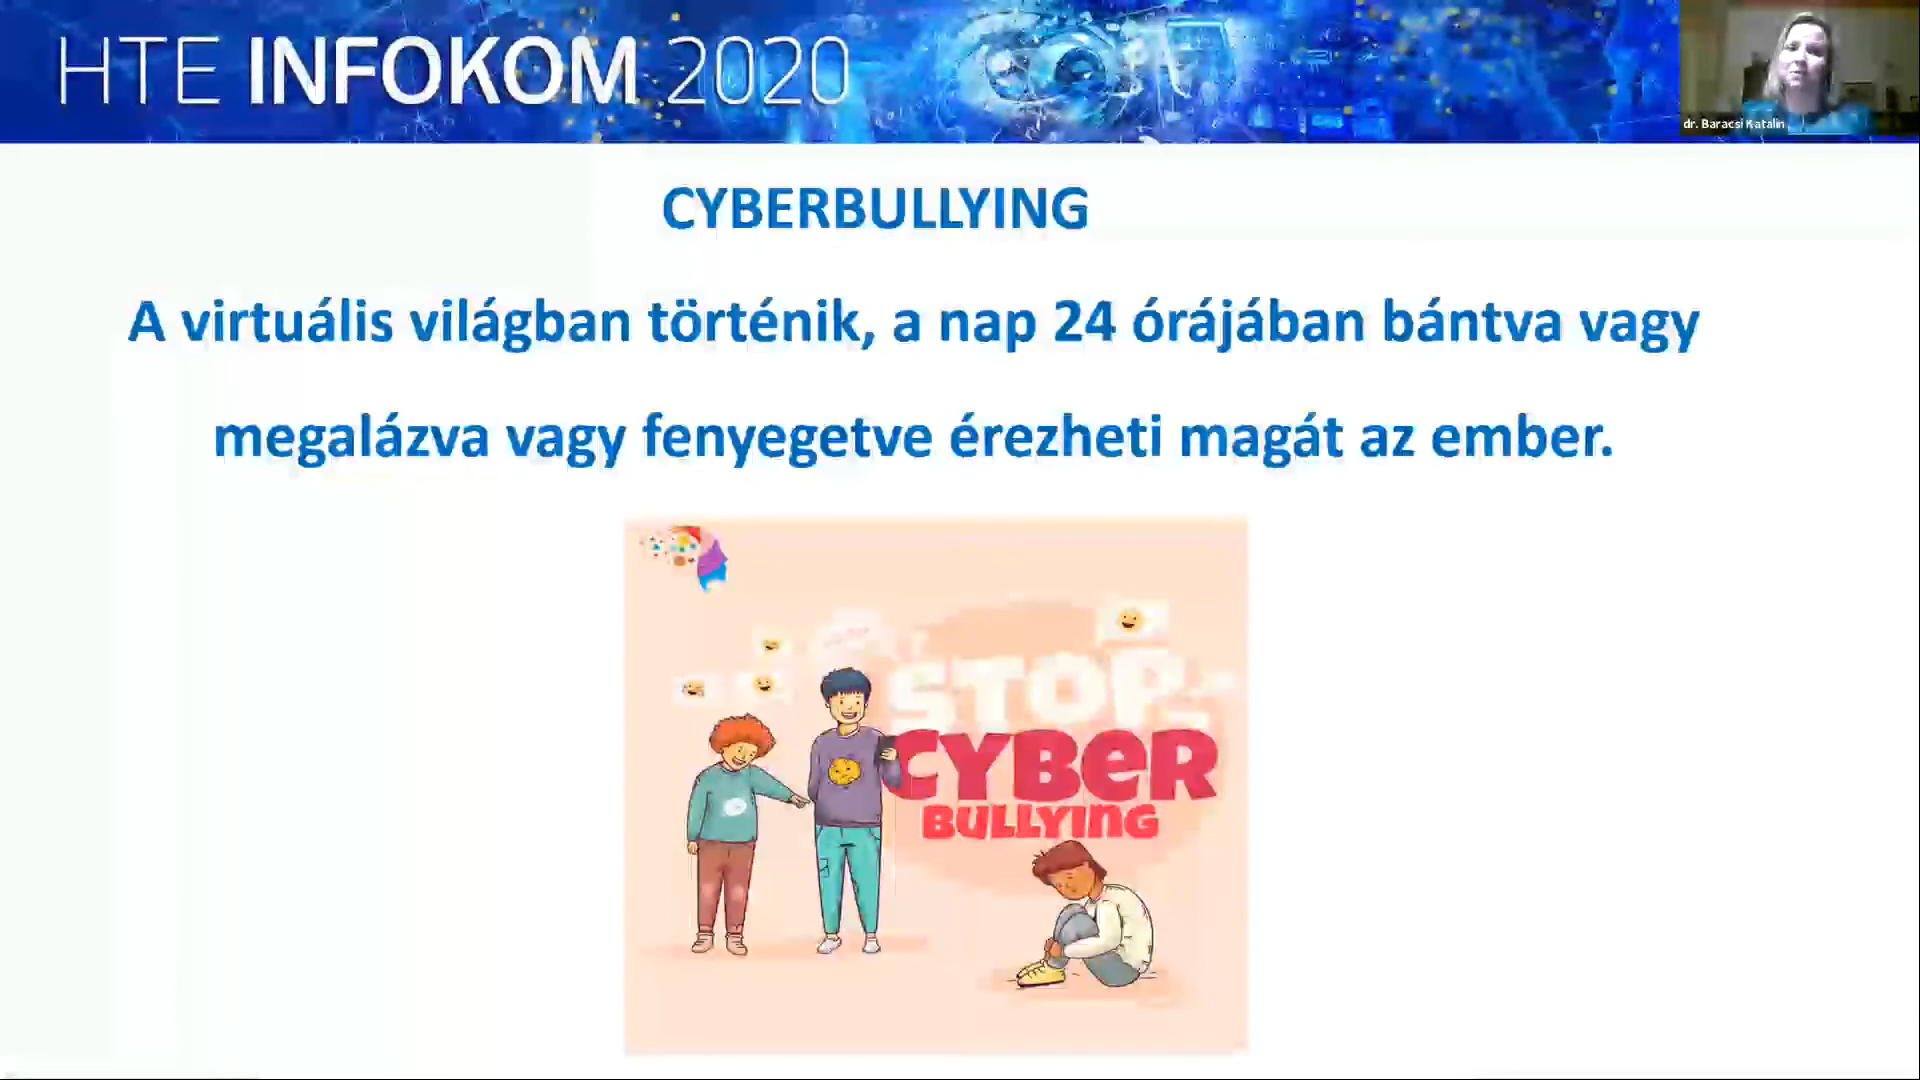 HTE INFOKOM 2020
dr. Baracsi Katalin
CYBERBULLYING
A virtuális világban történik, a nap 24 órájában bántva vagy
megalázva vagy fenyegetve érezheti magát az ember.
STOP
CYBER
BULLYING